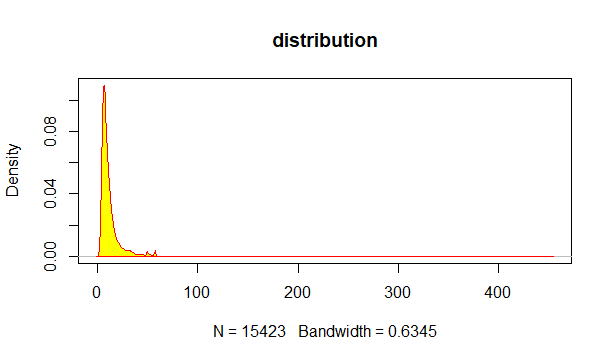 distribution
Density
0.08
0.04
0.00
0 100 200 300 400
N = 15423 Bandwidth = 0.6345